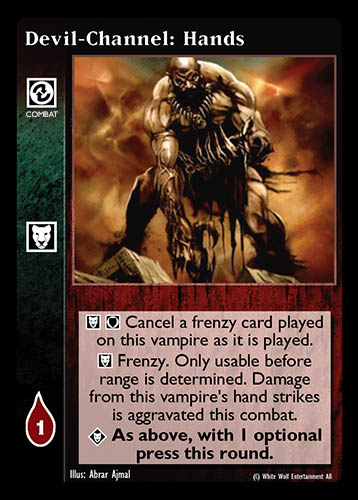 Devil-Channel: Hands
COMBAT
Cancel a frenzy card played
on this vampire as it is played.
Frenzy. Only usable before
range is determined. Damage
from this vampire's hand strikes
is aggravated this combat.
As above, with 1 optional
press this round.
1
Illus: Abrar Ajmal
(C) White Wolf Entertainment AB